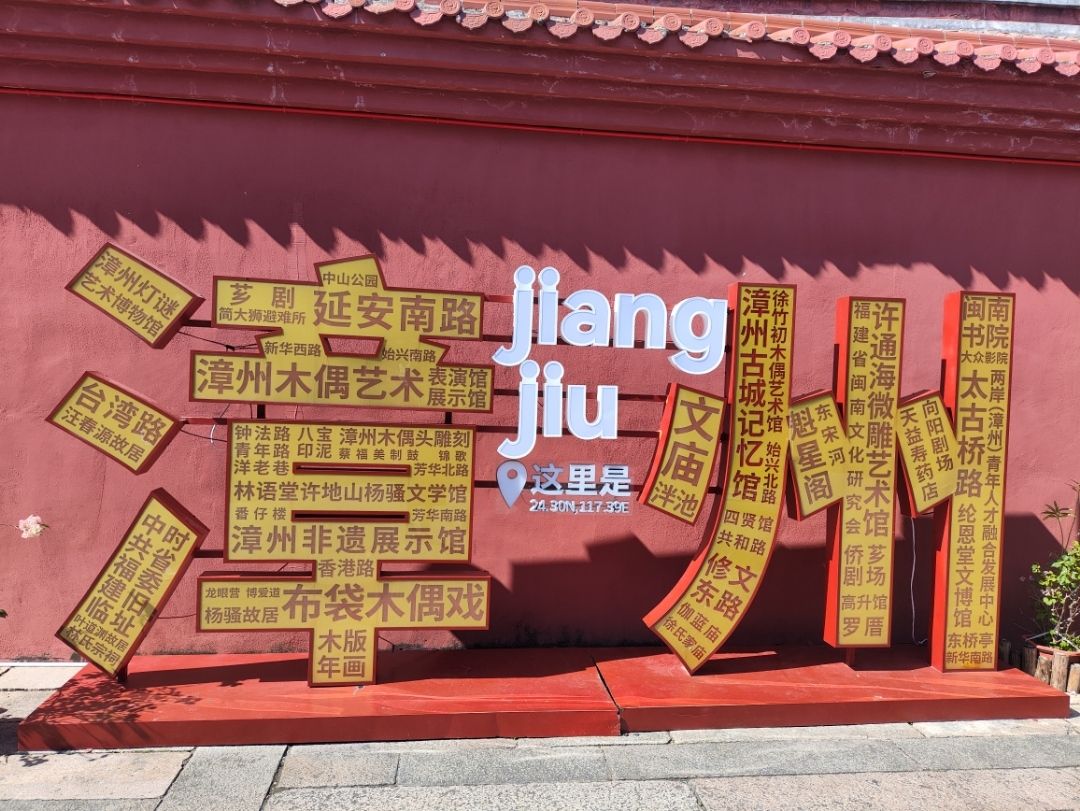 漳州灯谜
艺术博物馆
台湾路
汪春源故居
中共福建临
时省委旧址
叶道渊故居
林氏宗祠
中山公园
芗剧
简大狮避难所
延安南路
新华西路
始兴南路
漳州木偶艺术
表演馆
展示馆
钟法路 八宝 漳州木偶头雕刻
青年路 印泥 蔡福美制鼓 锦歌
洋老巷
芳华北路
林语堂许地山杨骚文学馆
番仔楼
芳华南路
漳州非遗展示馆
香港路
龙眼营 博爱道
杨骚故居
布袋木偶戏
木版
年画
jiang
jiu
这里是
24.30N,117.39E
文庙
泮池
漳州古城记忆馆
徐竹初木偶艺术馆
始兴北路
四贤馆
共和路
修文
东路
伽蓝庙
徐氏家庙
魁星阁
东宋河
福建省闽南文化研究会
许通海微雕艺术馆
侨剧
芗场
高升馆
罗厝
向阳剧场
天益寿药店
闽南
书院
大众影院
太古桥路
两岸(漳州)青年人才融合发展中心
纶恩堂文博馆
东桥亭
新华南路